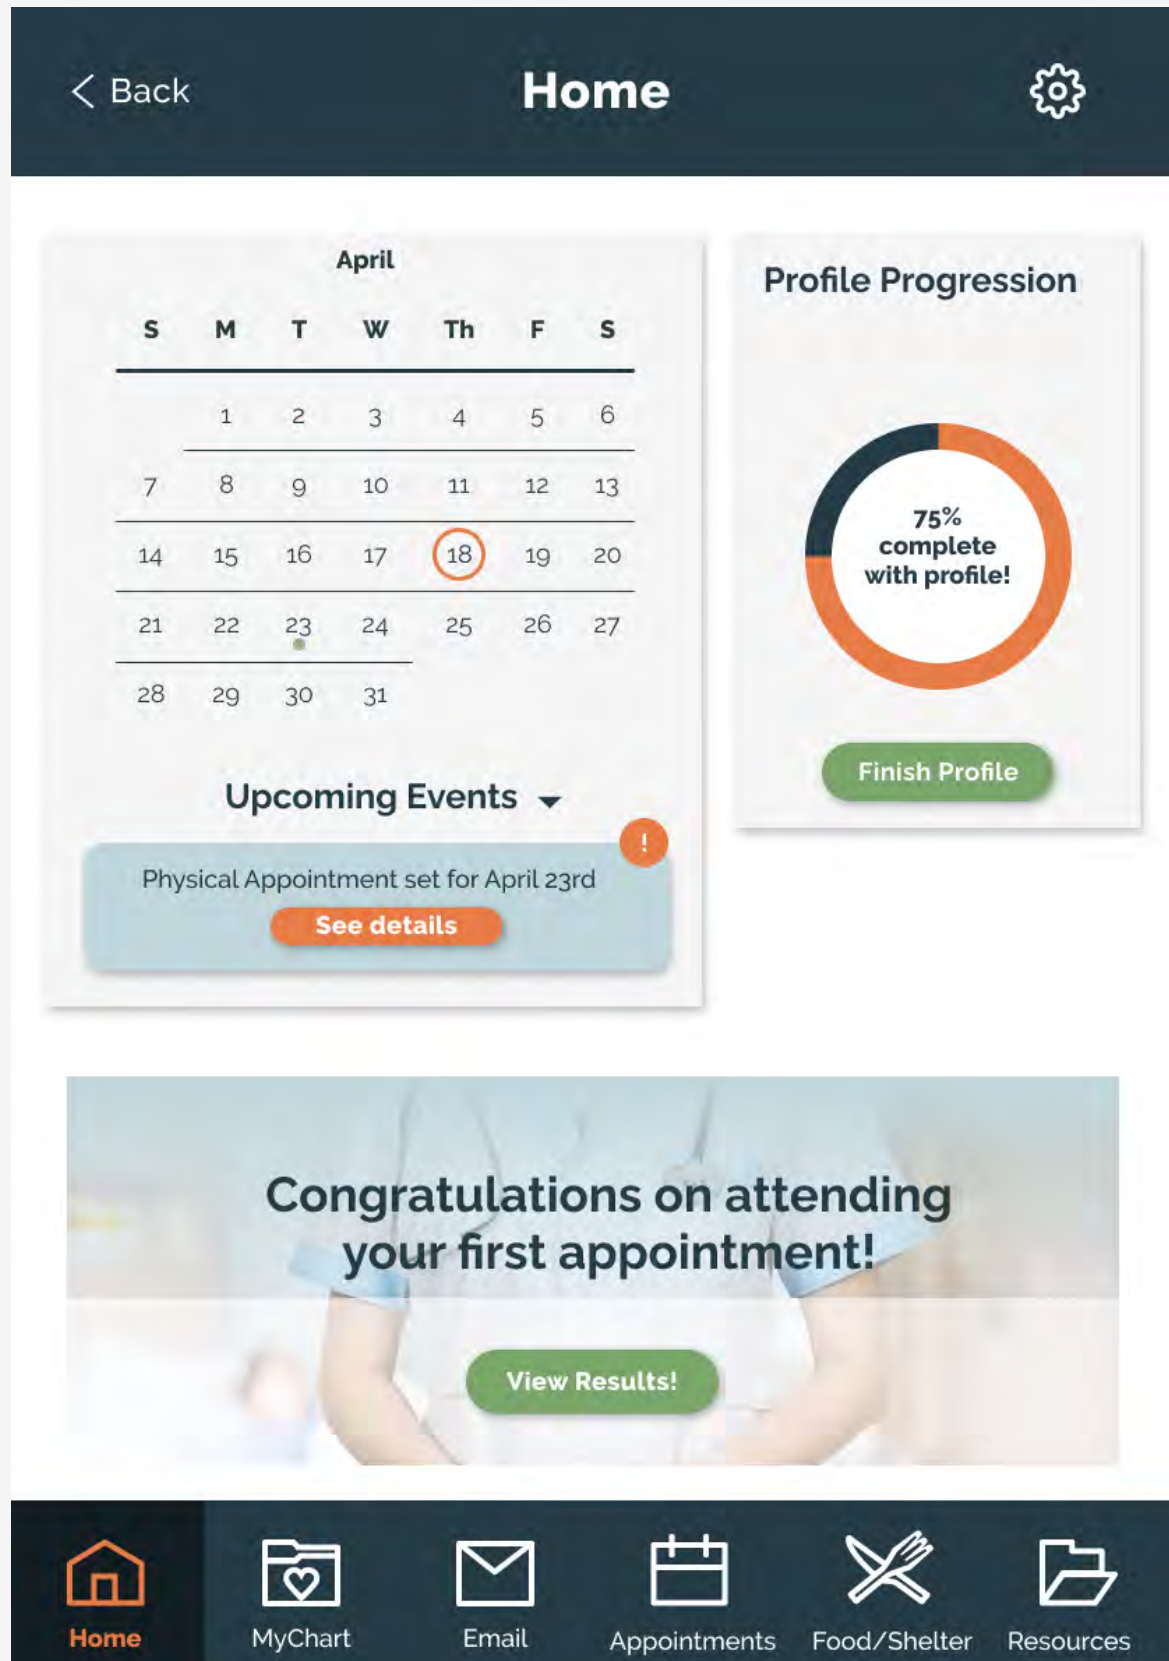 Back
Home
April
S M T W Th F S
1 2 3 4 5 6
7 8 9 10 11 12 13
14 15 16 17 18 19 20
21 22 23 24 25 26 27
28 29 30 31
Upcoming Events
!
Physical Appointment set for April 23rd
See details
Profile Progression
75%
complete
with profile!
Finish Profile
Congratulations on attending
your first appointment!
View Results!
Home
MyChart
Email
Appointments
Food/Shelter
Resources